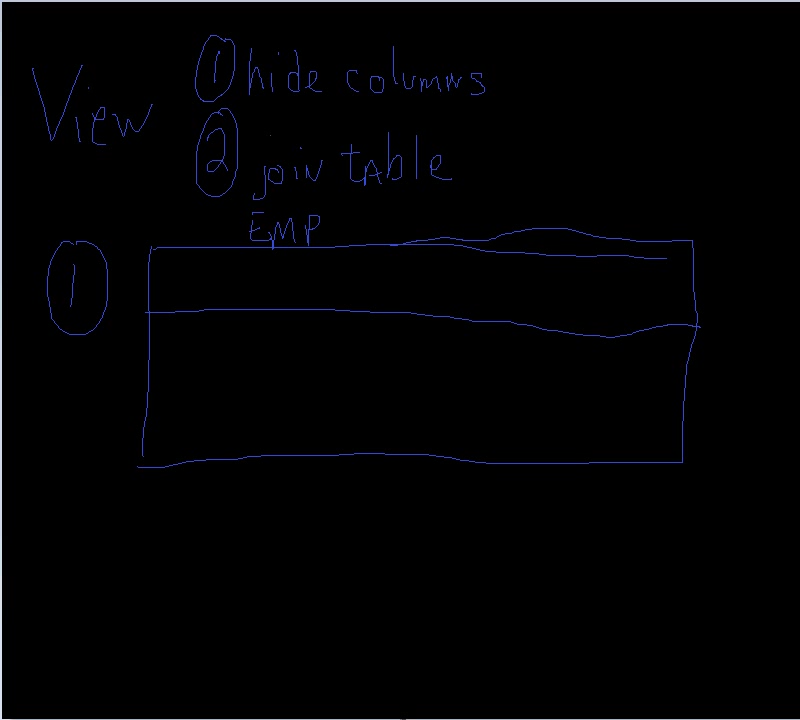 View
① hide columns
② join table
EMP
①